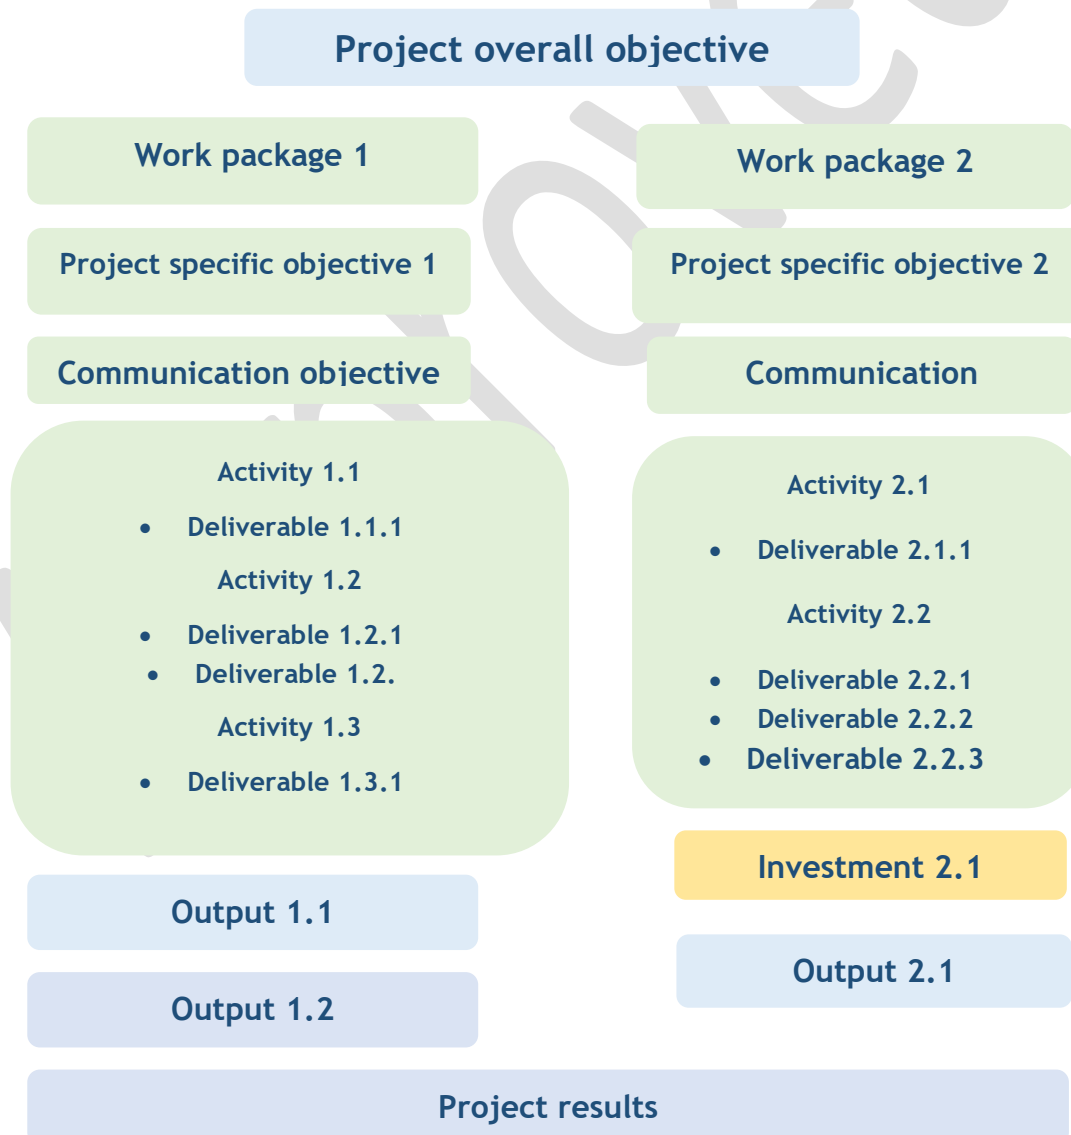 Project overall objective
Work package 1
Project specific objective 1
Communication objective
Activity 1.1
• Deliverable 1.1.1
Activity 1.2
• Deliverable 1.2.1
• Deliverable 1.2.
Activity 1.3
• Deliverable 1.3.1
Output 1.1
Output 1.2
Work package 2
Project specific objective 2
Communication
Activity 2.1
• Deliverable 2.1.1
Activity 2.2
• Deliverable 2.2.1
• Deliverable 2.2.2
• Deliverable 2.2.3
Investment 2.1
Output 2.1
Project results